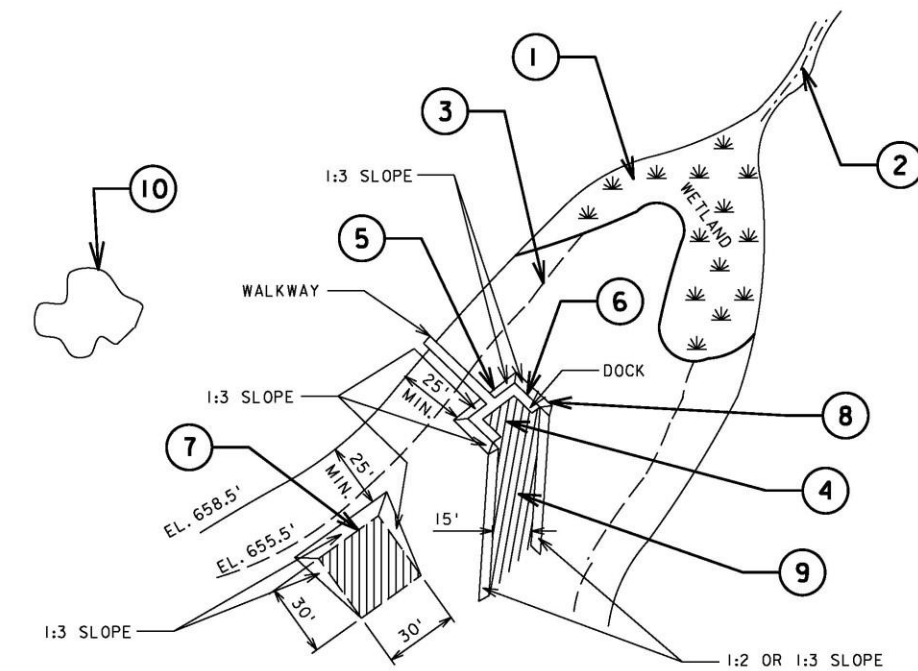 1
2
3
1:3 SLOPE
10
WETLAND
5
WALKWAY
6
DOCK
25'
MIN.
1:3 SLOPE
8
7
25'
MIN.
4
EL. 658.5'
15'
EL. 655.5'
9
30'
30'
1:3 SLOPE
1:2 OR 1:3 SLOPE